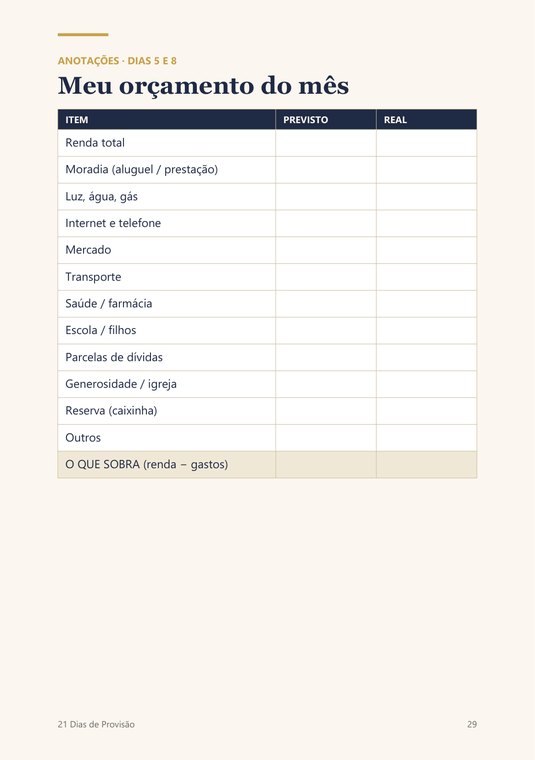 ANOTAÇÕES · DIAS 5 E 8
Meu orçamento do mês
ITEM PREVISTO REAL
Renda total
Moradia (aluguel / prestação)
Luz, água, gás
Internet e telefone
Mercado
Transporte
Saúde / farmácia
Escola / filhos
Parcelas de dívidas
Generosidade / igreja
Reserva (caixinha)
Outros
O QUE SOBRA (renda − gastos)
21 Dias de Provisão 29